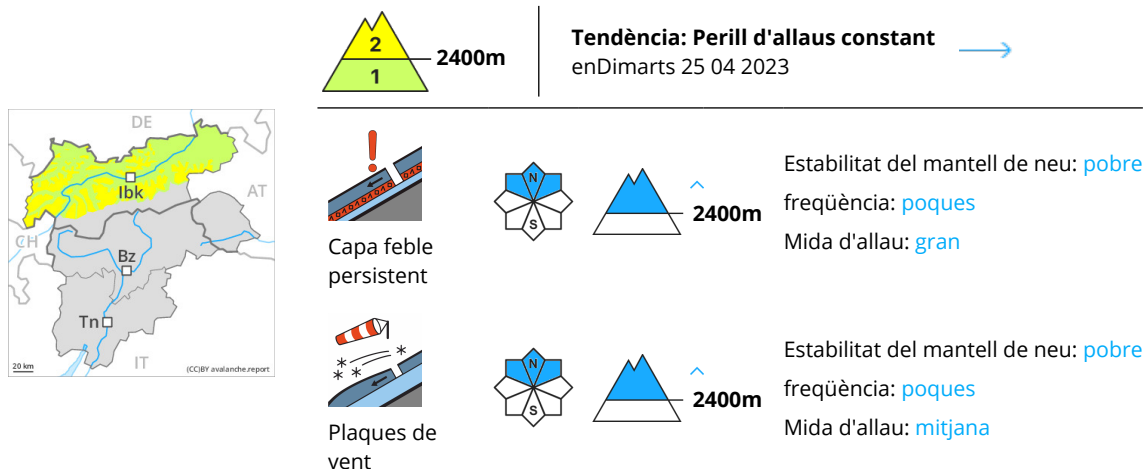 2
1
2400m
Tendència: Perill d'allaus constant
enDimarts 25 04 2023
DE
AT
CH
IT
Ibk
Bz
Tn
20 km
(CC)BY avalanche.report
Capa feble
persistent
N
S
2400m
Estabilitat del mantell de neu: pobre
freqüència: poques
Mida d'allau: gran
Plaques de
vent
N
S
2400m
Estabilitat del mantell de neu: pobre
freqüència: poques
Mida d'allau: mitjana